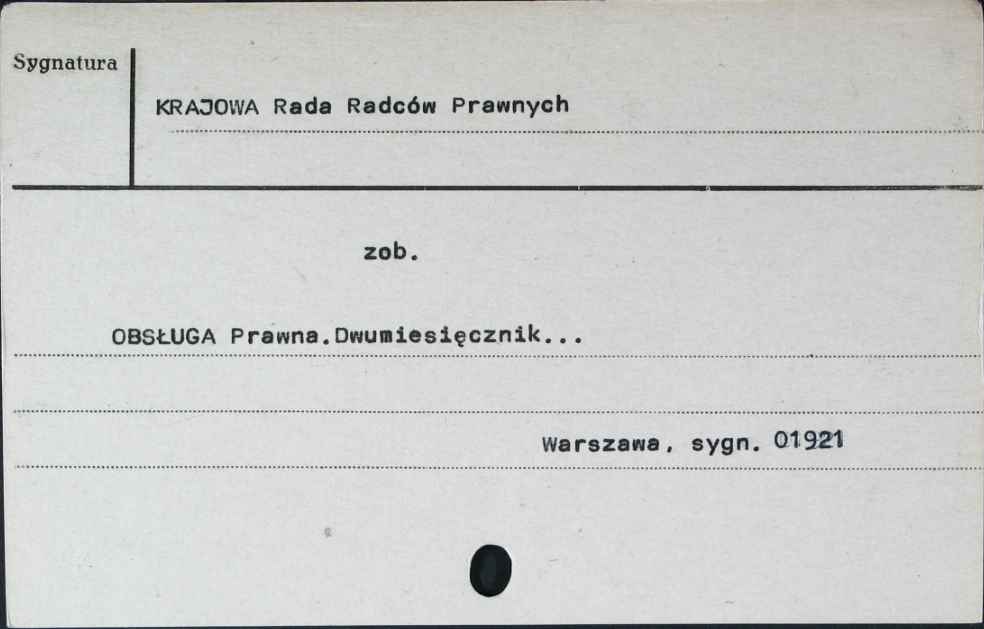 Sygnatura
KRAJOWA Rada Radców Prawnych
zob.
OBSŁUGA Prawna.Dwumiesięcznik...
Warszawa, sygn. 01921